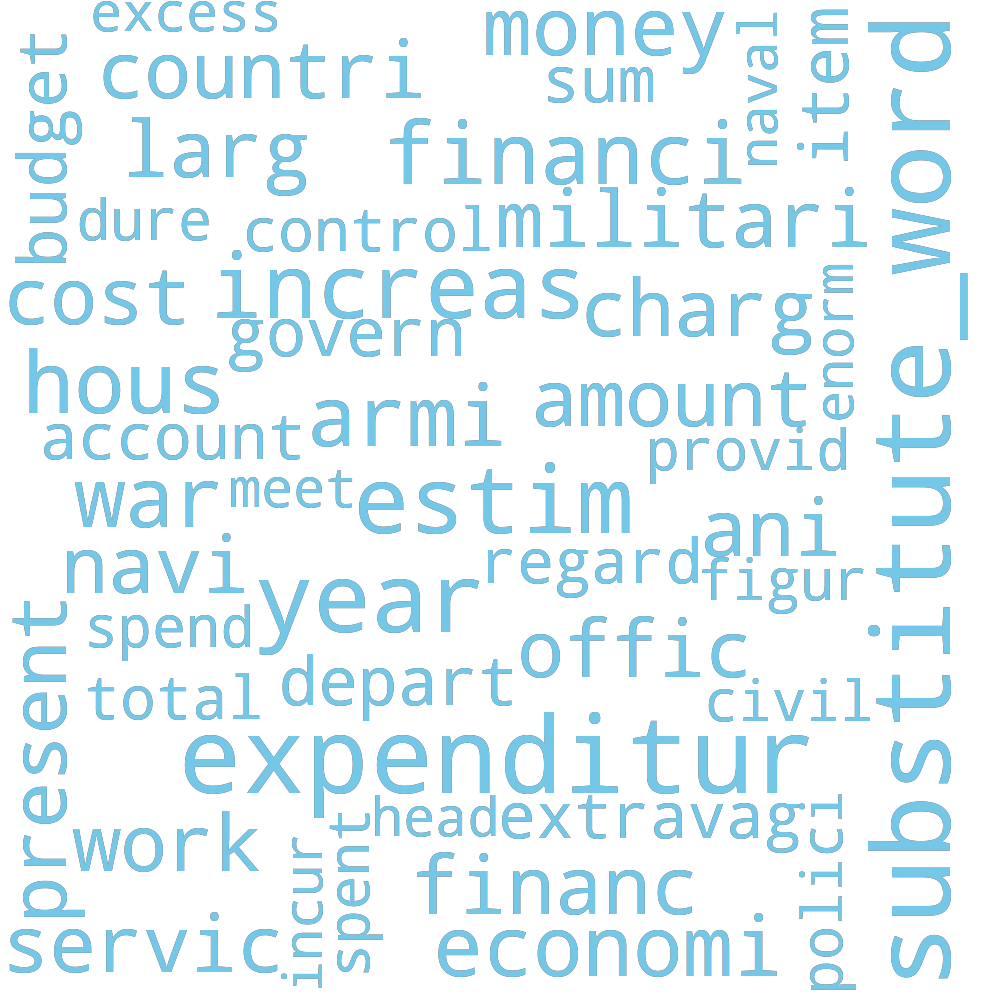 excess
money
naval
item
substitute_word
budget
countri
sum
larg
financi
dure
control
militari
cost
increas
charg
enorm
govern
hous
armi
amount
account
provid
war
meet
estim
ani
navi
regard
figur
year
spend
present
offic
total
depart
civil
expenditur
head
extravag
polici
work
spent
incur
financ
servic
economi